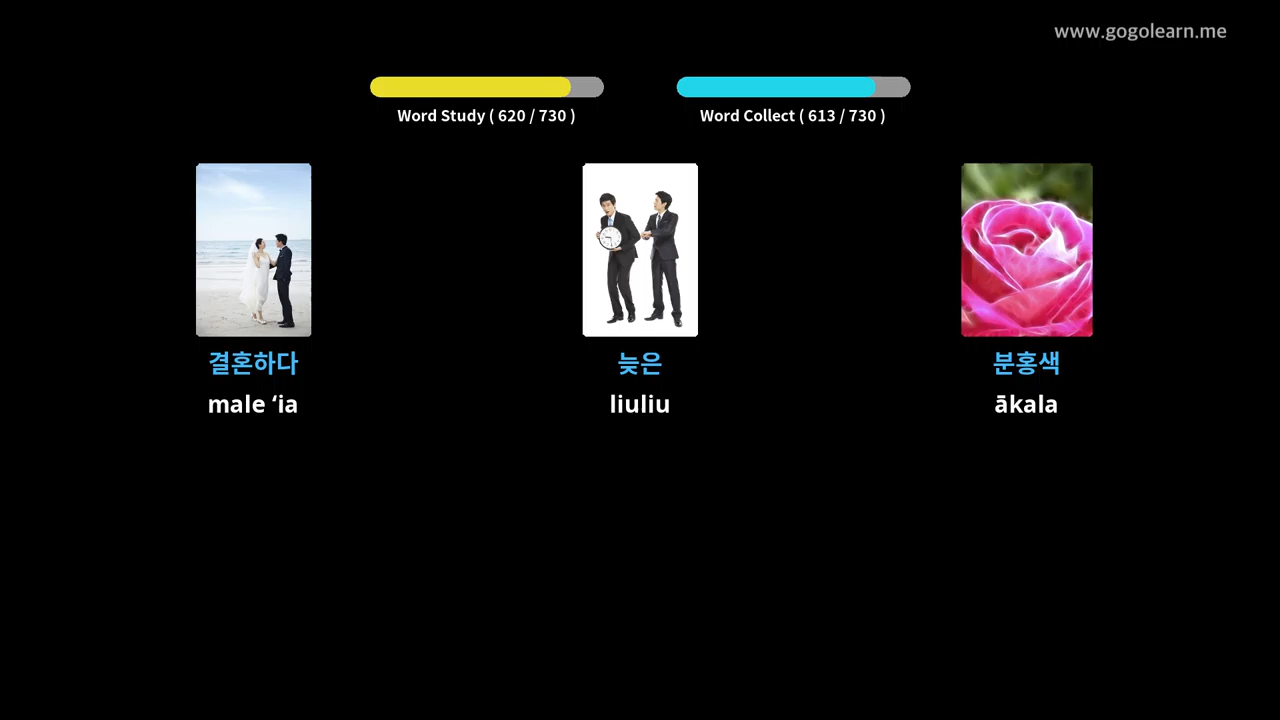 www.gogolearn.me
Word Study ( 620 / 730 )
Word Collect ( 613 / 730 )
결혼하다
늦은
분홍색
male ‘ia
liuliu
ākala